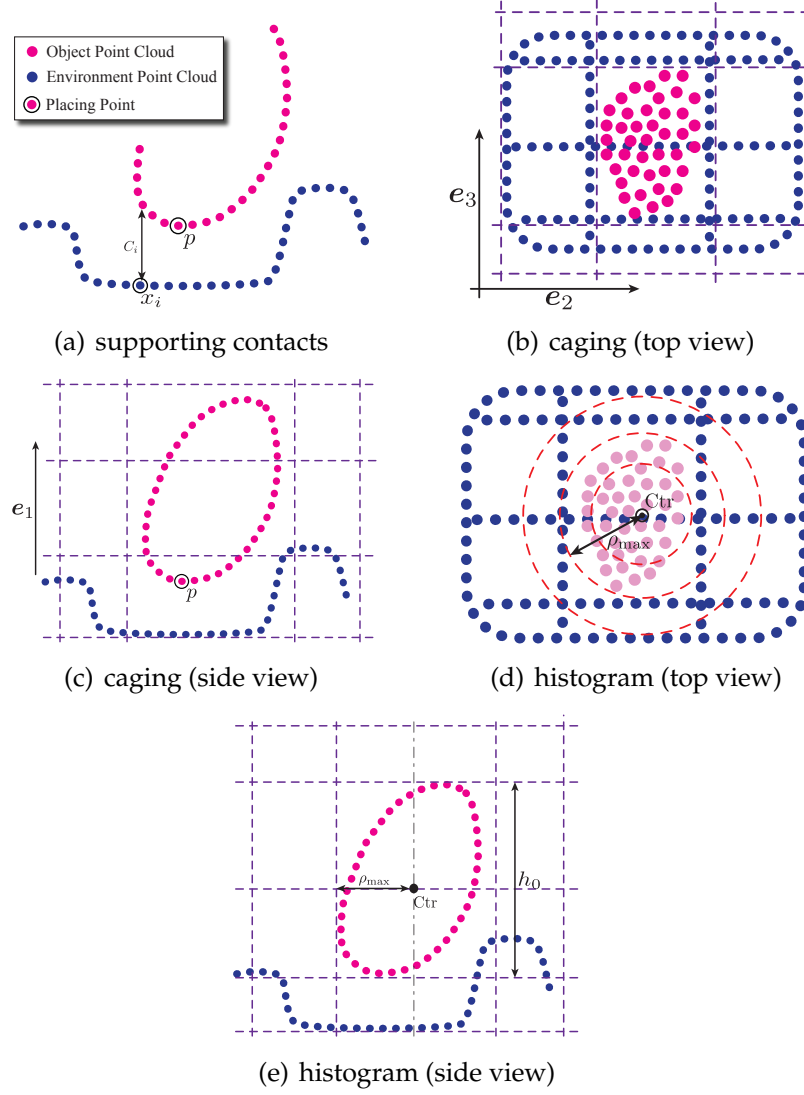 Object Point Cloud
Environment Point Cloud
Placing Point
C_i
p
x_i
(a) supporting contacts
e_3
e_2
(b) caging (top view)
e_1
p
(c) caging (side view)
Ctr
ρ_max
(d) histogram (top view)
ρ_max
Ctr
h_0
(e) histogram (side view)